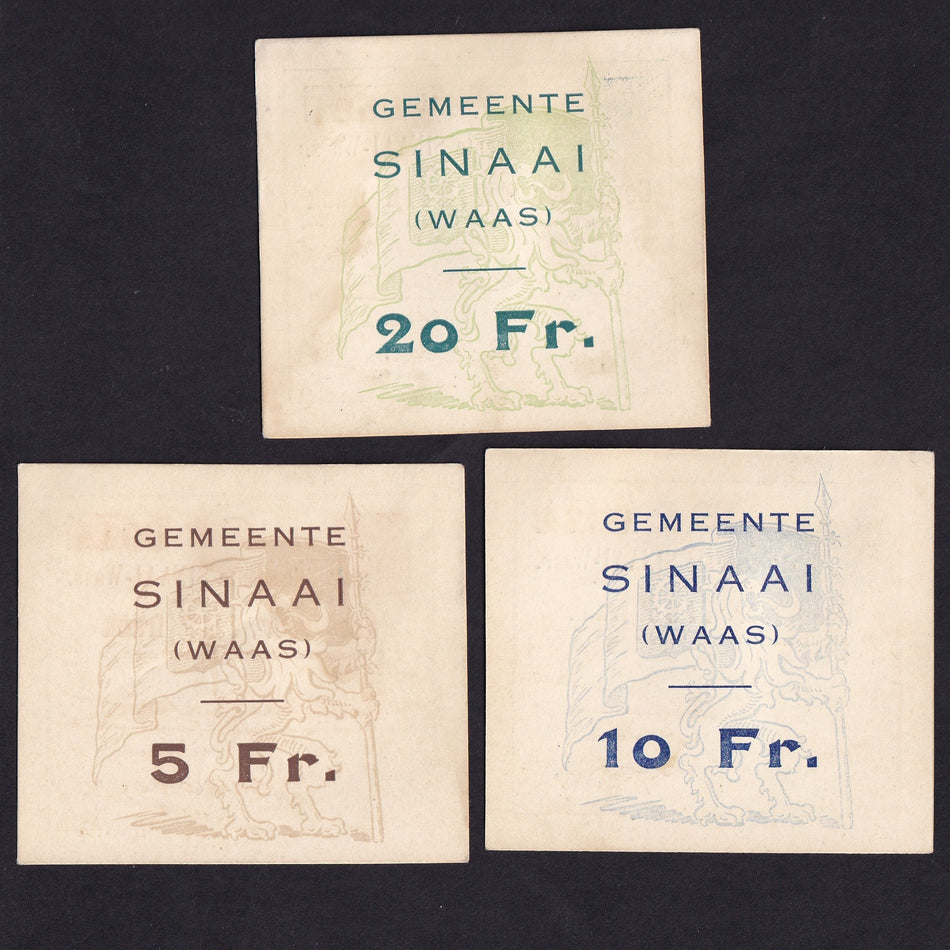 GEMEENTE
SINAAI
(WAAS)
20 Fr.
GEMEENTE
SINAAI
(WAAS)
5 Fr.
GEMEENTE
SINAAI
(WAAS)
10 Fr.